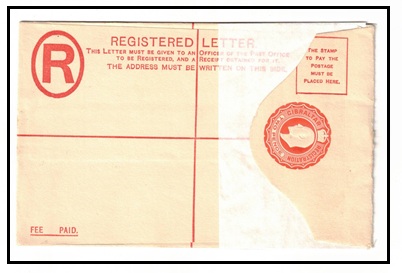 R
REGISTERED LETTER
THIS LETTER MUST BE GIVEN TO AN OFFICER OF THE POST OFFICE
TO BE REGISTERED, AND A RECEIPT OBTAINED FOR IT.
THE ADDRESS MUST BE WRITTEN ON THIS SIDE.
THE STAMP
TO PAY THE
POSTAGE
MUST BE
PLACED HERE.
GIBRALTAR
REGISTRATION
FEE PAID.